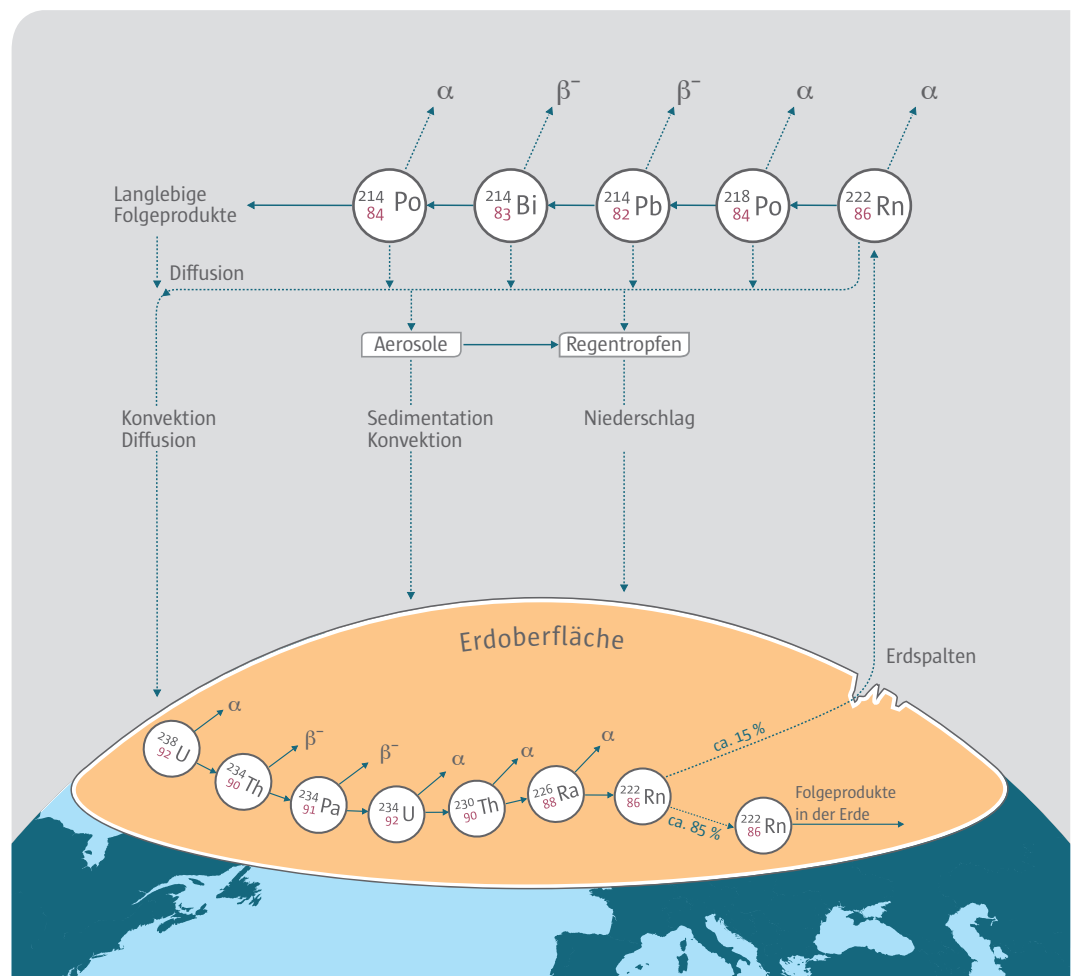 α β⁻ β⁻ α α
214 84 Po 214 83 Bi 214 82 Pb 218 84 Po 222 86 Rn
Langlebige
Folgeprodukte
Diffusion
Aerosole Regentropfen
Konvektion
Diffusion
Sedimentation
Konvektion
Niederschlag
Erdoberfläche
Erdspalten
α β⁻ β⁻ α α α
238 92 U 234 90 Th 234 91 Pa 234 92 U 230 90 Th 226 88 Ra 222 86 Rn
ca. 15 %
ca. 85 %
222 86 Rn
Folgeprodukte
in der Erde